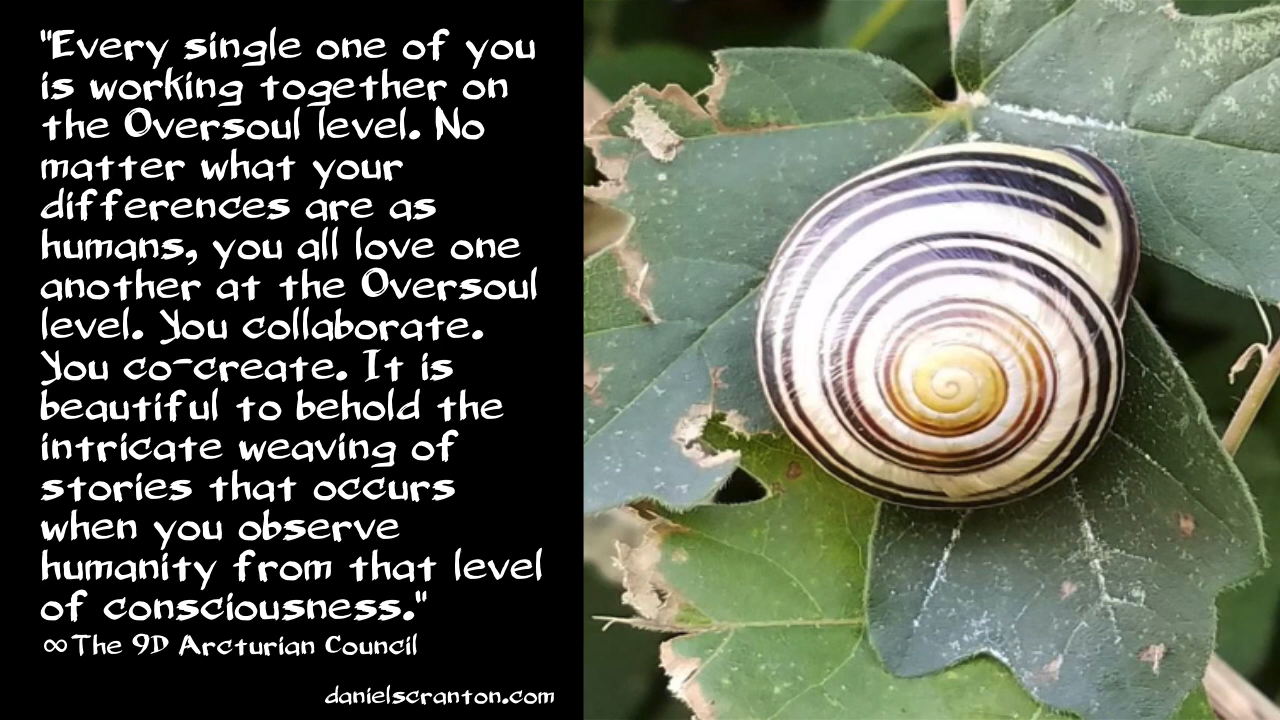 "Every single one of you
is working together on
the Oversoul level. No
matter what your
differences are as
humans, you all love one
another at the Oversoul
level. You collaborate.
You co-create. It is
beautiful to behold the
intricate weaving of
stories that occurs
when you observe
humanity from that level
of consciousness."
∞The 9D Arcturian Council
danielscranton.com